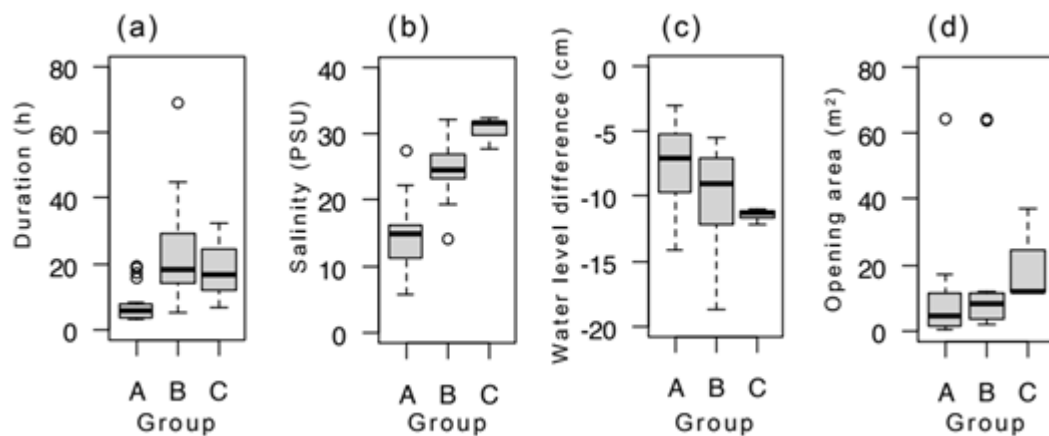 (a)
Duration (h)
80
60
40
20
0
A B C
Group
(b)
Salinity (PSU)
40
30
20
10
0
A B C
Group
(c)
Water level difference (cm)
0
-5
-10
-15
-20
A B C
Group
(d)
Opening area (m²)
80
60
40
20
0
A B C
Group